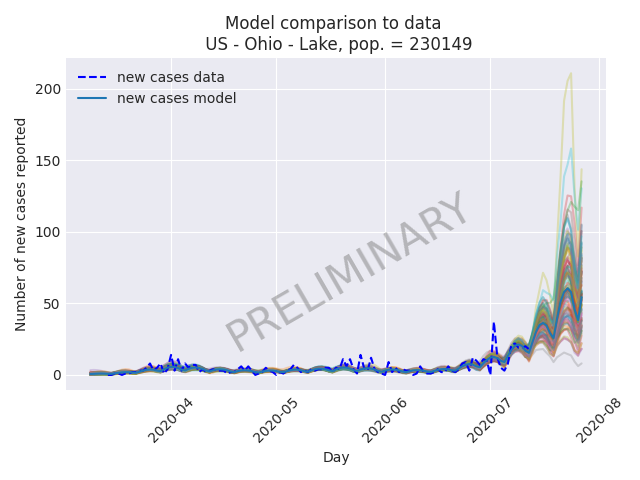 Model comparison to data
US - Ohio - Lake, pop. = 230149
new cases data
new cases model
PRELIMINARY
Number of new cases reported
200
150
100
50
0
2020-04
2020-05
2020-06
2020-07
2020-08
Day